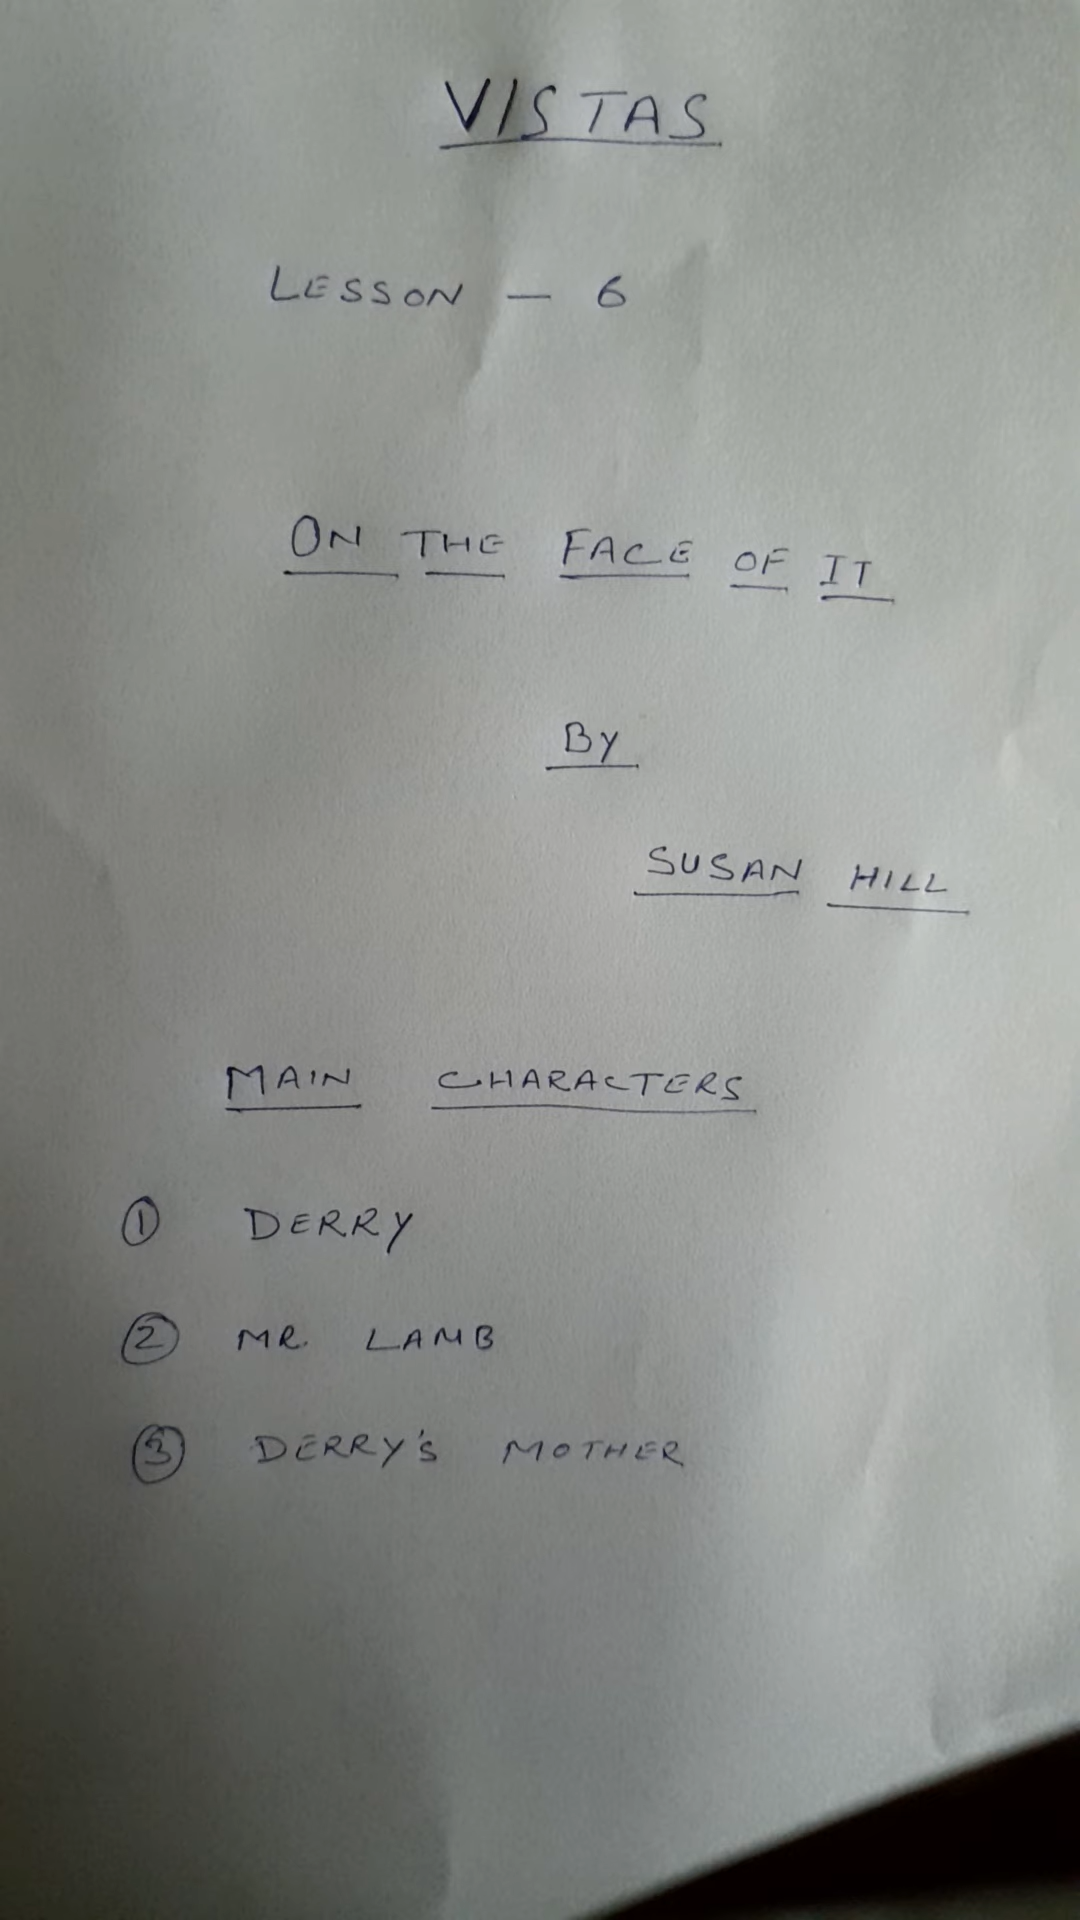 VISTAS
LESSON - 6
ON THE FACE OF IT
By
SUSAN HILL
MAIN CHARACTERS
① DERRY
② MR. LAMB
③ DERRY'S MOTHER